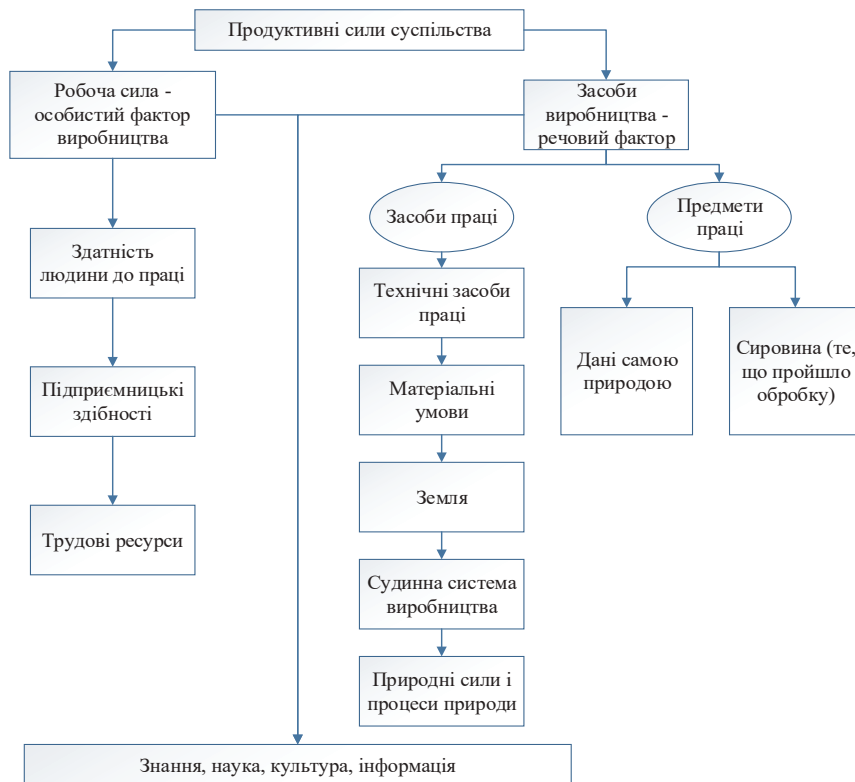 Продуктивні сили суспільства
Робоча сила -
особистий фактор
виробництва
Засоби
виробництва -
речовий фактор
Засоби праці
Предмети
праці
Здатність
людини до праці
Технічні засоби
праці
Дані самою
природою
Сировина (те,
що пройшло
обробку)
Підприємницькі
здібності
Матеріальні
умови
Земля
Трудові ресурси
Судинна система
виробництва
Природні сили і
процеси природи
Знання, наука, культура, інформація